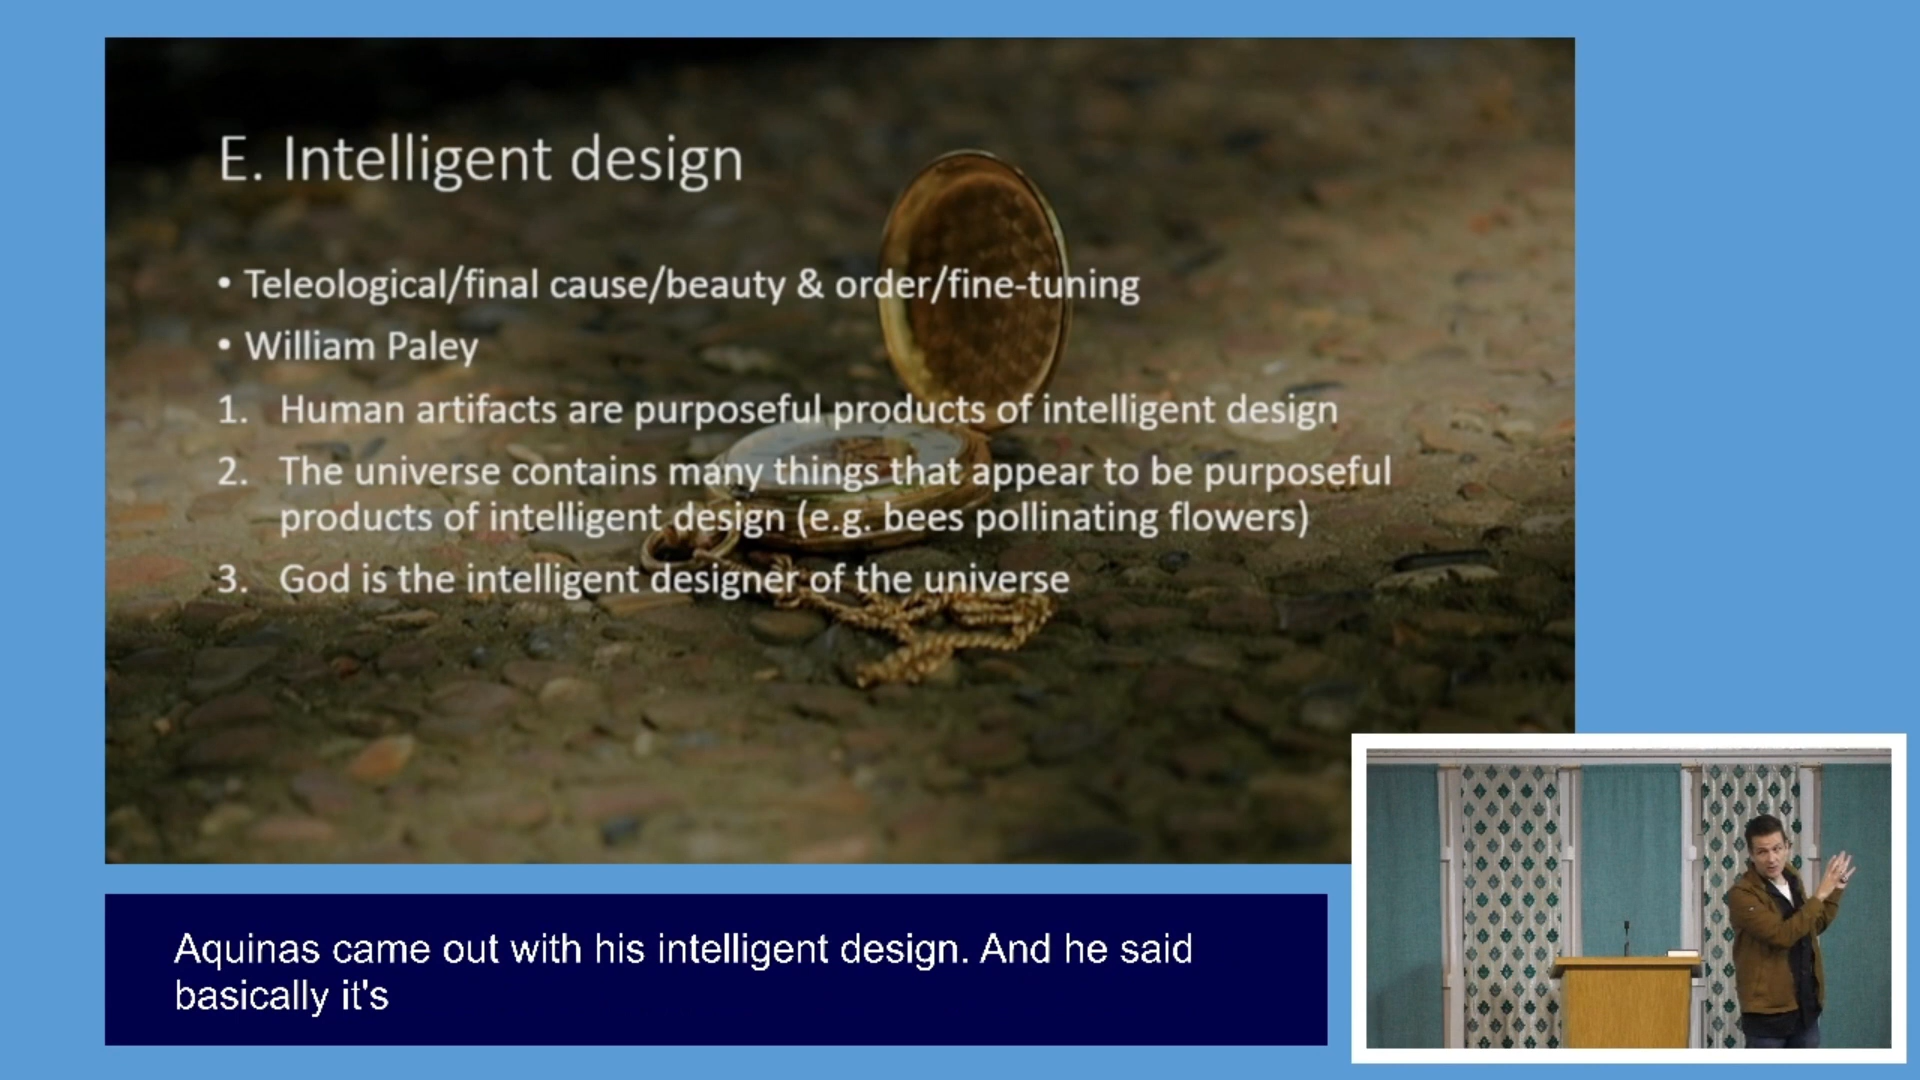 E. Intelligent design
• Teleological/final cause/beauty & order/fine-tuning
• William Paley
1. Human artifacts are purposeful products of intelligent design
2. The universe contains many things that appear to be purposeful
products of intelligent design (e.g. bees pollinating flowers)
3. God is the intelligent designer of the universe
Aquinas came out with his intelligent design. And he said
basically it's